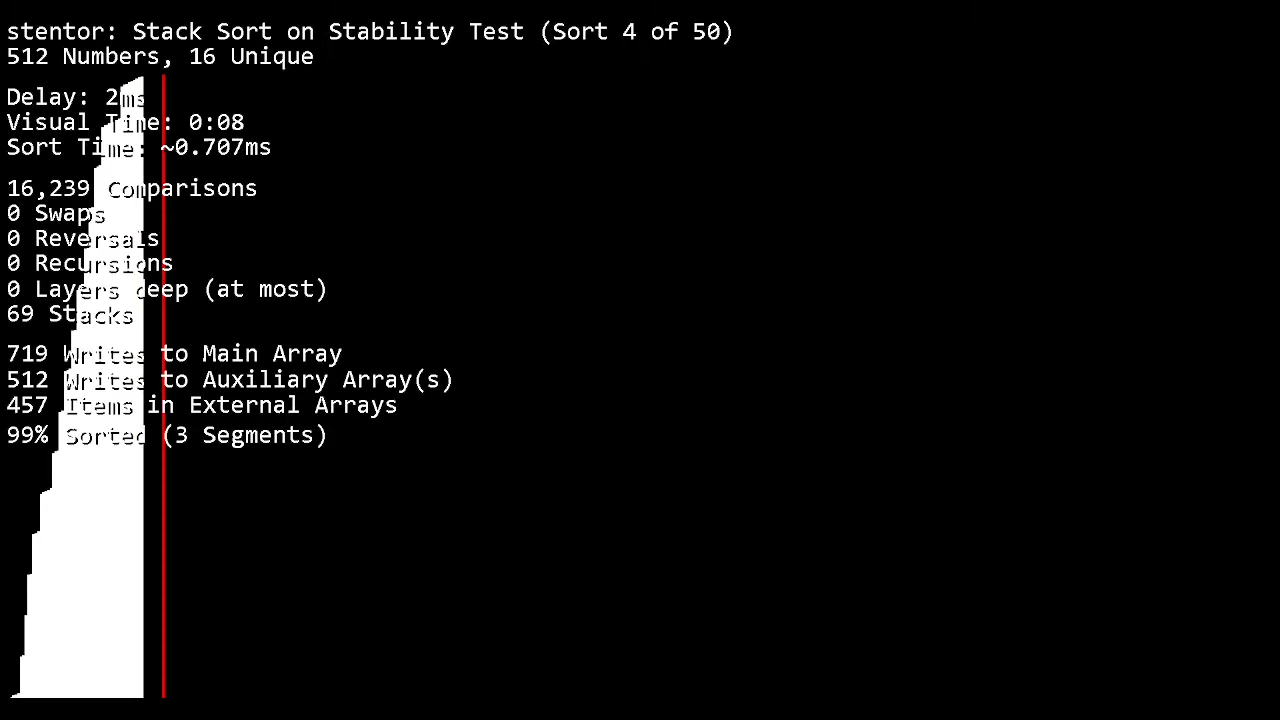 stentor: Stack Sort on Stability Test (Sort 4 of 50)
512 Numbers, 16 Unique
Delay: 2ms
Visual Time: 0:08
Sort Time: ~0.707ms
16,239 Comparisons
0 Swaps
0 Reversals
0 Recursions
0 Layers deep (at most)
69 Stacks
719 Writes to Main Array
512 Writes to Auxiliary Array(s)
457 Items in External Arrays
99% Sorted (3 Segments)